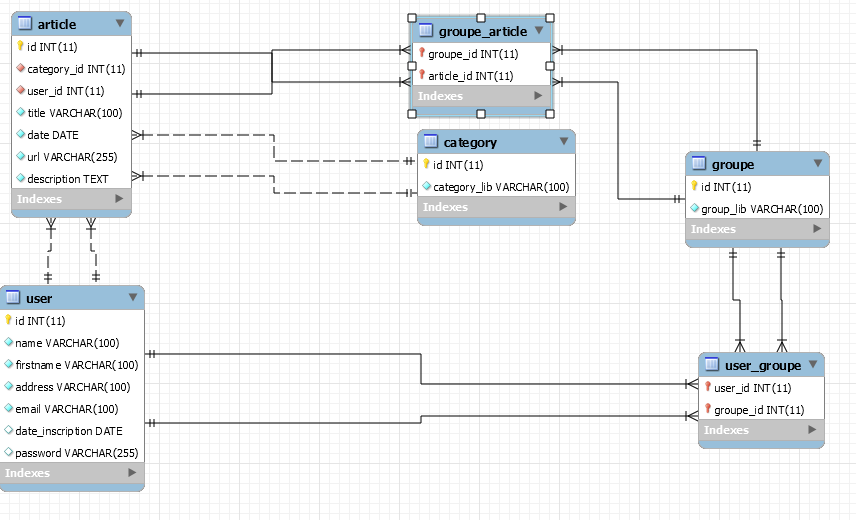 article
id INT(11)
category_id INT(11)
user_id INT(11)
title VARCHAR(100)
date DATE
url VARCHAR(255)
description TEXT
Indexes
groupe_article
groupe_id INT(11)
article_id INT(11)
Indexes
category
id INT(11)
category_lib VARCHAR(100)
Indexes
groupe
id INT(11)
group_lib VARCHAR(100)
Indexes
user
id INT(11)
name VARCHAR(100)
firstname VARCHAR(100)
address VARCHAR(100)
email VARCHAR(100)
date_inscription DATE
password VARCHAR(255)
Indexes
user_groupe
user_id INT(11)
groupe_id INT(11)
Indexes